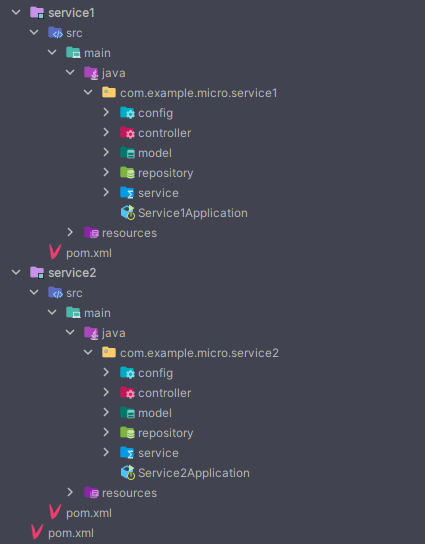 service1
src
main
java
com.example.micro.service1
config
controller
model
repository
service
Service1Application
resources
pom.xml
service2
src
main
java
com.example.micro.service2
config
controller
model
repository
service
Service2Application
resources
pom.xml
pom.xml